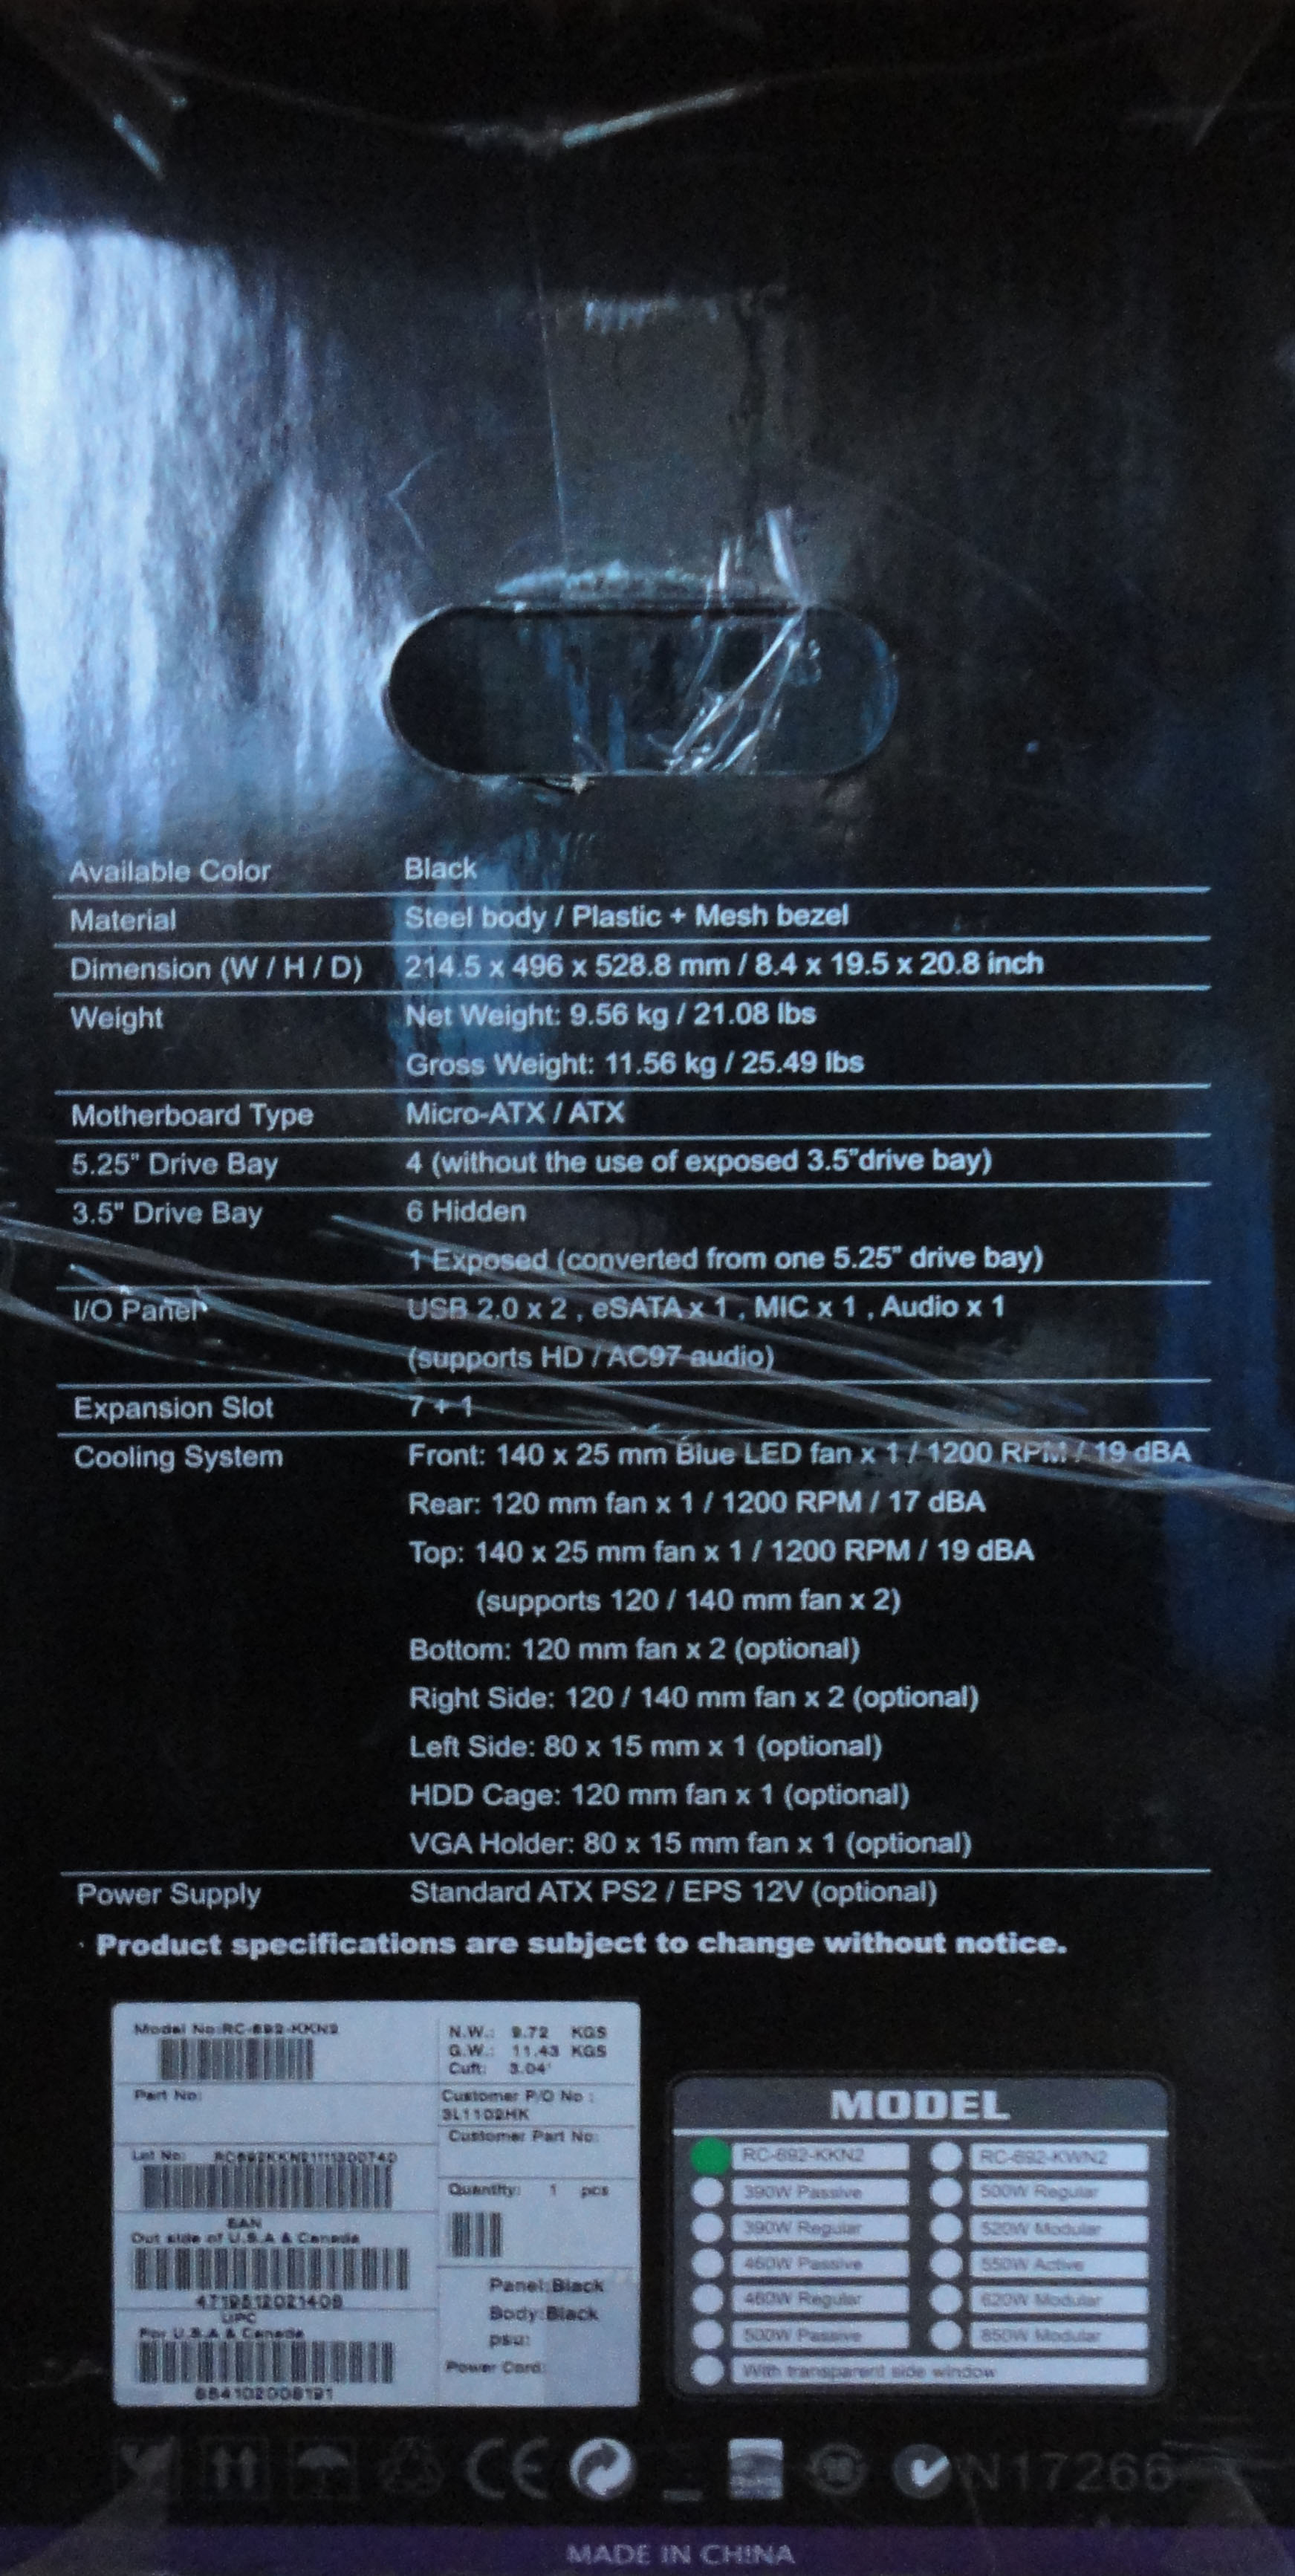 Available Color Black
Material Steel body / Plastic + Mesh bezel
Dimension (W / H / D) 214.5 x 496 x 528.8 mm / 8.4 x 19.5 x 20.8 inch
Weight Net Weight: 9.56 kg / 21.08 lbs
Gross Weight: 11.56 kg / 25.49 lbs
Motherboard Type Micro-ATX / ATX
5.25" Drive Bay 4 (without the use of exposed 3.5"drive bay)
3.5" Drive Bay 6 Hidden
1 Exposed (converted from one 5.25" drive bay)
I/O Panel USB 2.0 x 2 , eSATA x 1 , MIC x 1 , Audio x 1
(supports HD / AC97 audio)
Expansion Slot 7 + 1
Cooling System Front: 140 x 25 mm Blue LED fan x 1 / 1200 RPM / 19 dBA
Rear: 120 mm fan x 1 / 1200 RPM / 17 dBA
Top: 140 x 25 mm fan x 1 / 1200 RPM / 19 dBA
(supports 120 / 140 mm fan x 2)
Bottom: 120 mm fan x 2 (optional)
Right Side: 120 / 140 mm fan x 2 (optional)
Left Side: 80 x 15 mm x 1 (optional)
HDD Cage: 120 mm fan x 1 (optional)
VGA Holder: 80 x 15 mm fan x 1 (optional)
Power Supply Standard ATX PS2 / EPS 12V (optional)
· Product specifications are subject to change without notice.
Model No:RC-692-KKN2
Part No:
Lot No:
EAN
Out side of U.S.A & Canada
4719512021408
UPC
For U.S.A & Canada
884102008191
N.W.: 9.72 KGS
G.W.: 11.43 KGS
Cuft: 3.04'
Customer P/O No :
Customer Part No:
Quantity: 1 pcs
Panel:Black
Body:Black
psu:
Power Cord:
MODEL
RC-692-KKN2 RC-692-KWN2
390W Passive 500W Regular
390W Regular 520W Modular
460W Passive 550W Active
460W Regular 620W Modular
500W Passive 850W Modular
With transparent side window
CE
N17266
MADE IN CHINA